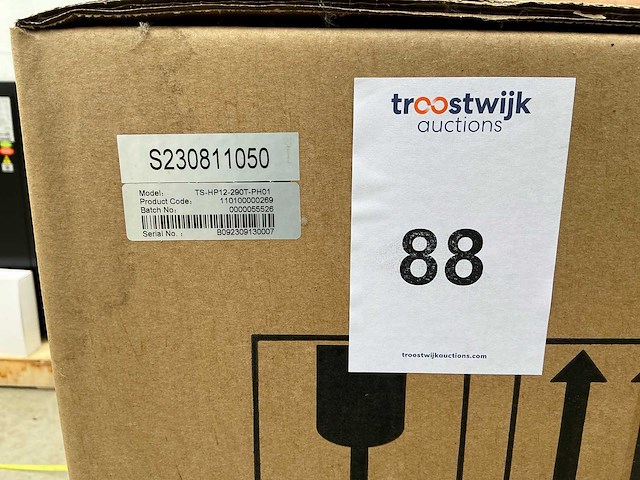 troostwijk
auctions
88
troostwijkauctions.com
S230811050
Model: TS-HP12-290T-PH01
Product Code: 110100000269
Batch No: 0000055526
Serial No. : B092309130007